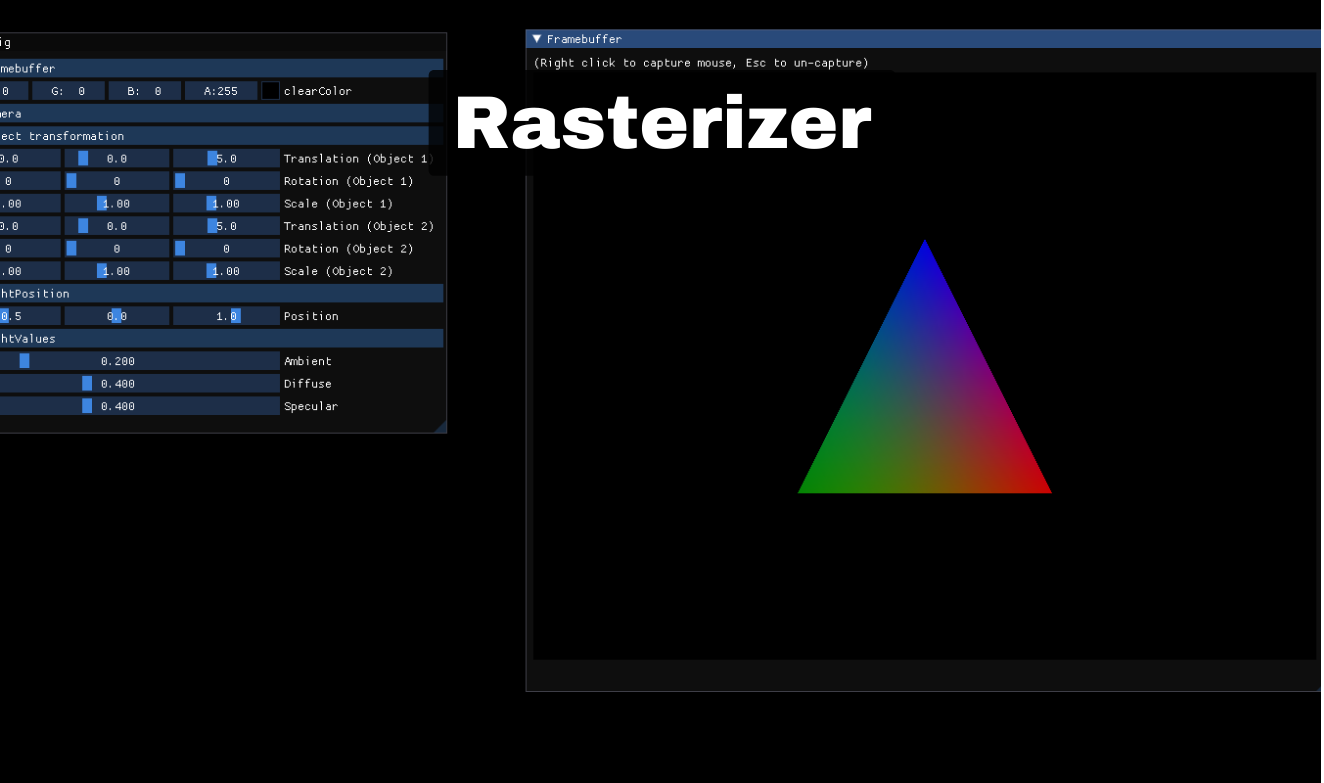 ig
mebuffer
0 G: 0 B: 0 A:255 clearColor
era
ect transformation
0.0 0.0 5.0 Translation (Object 1)
0 0 0 Rotation (Object 1)
.00 1.00 1.00 Scale (Object 1)
0.0 0.0 5.0 Translation (Object 2)
0 0 0 Rotation (Object 2)
.00 1.00 1.00 Scale (Object 2)
htPosition
0.5 0.0 1.0 Position
htValues
0.200 Ambient
0.400 Diffuse
0.400 Specular
Rasterizer
▼ Framebuffer
(Right click to capture mouse, Esc to un-capture)